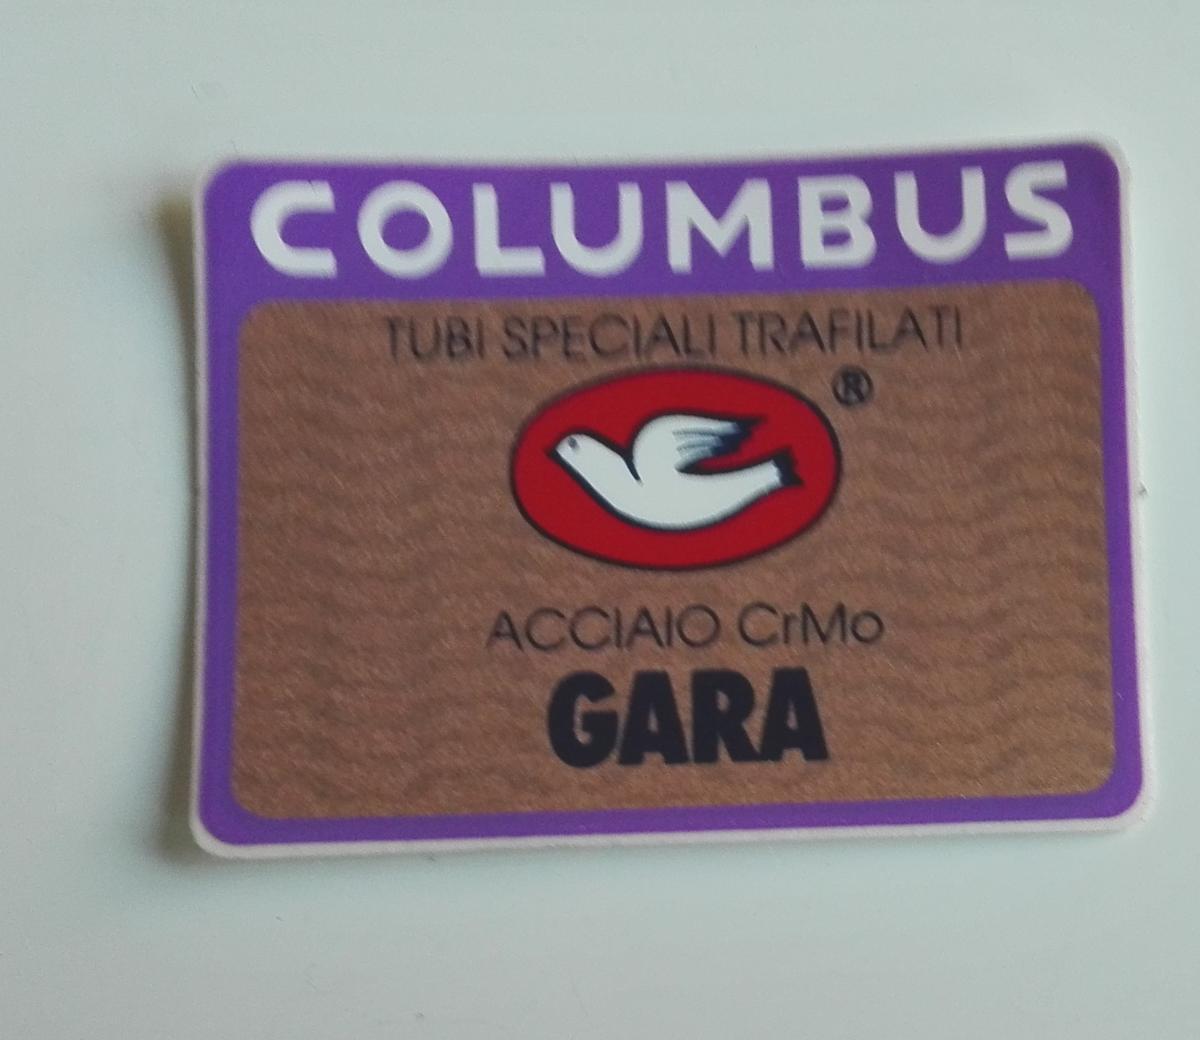 COLUMBUS
TUBI SPECIALI TRAFILATI
®
ACCIAIO CrMo
GARA